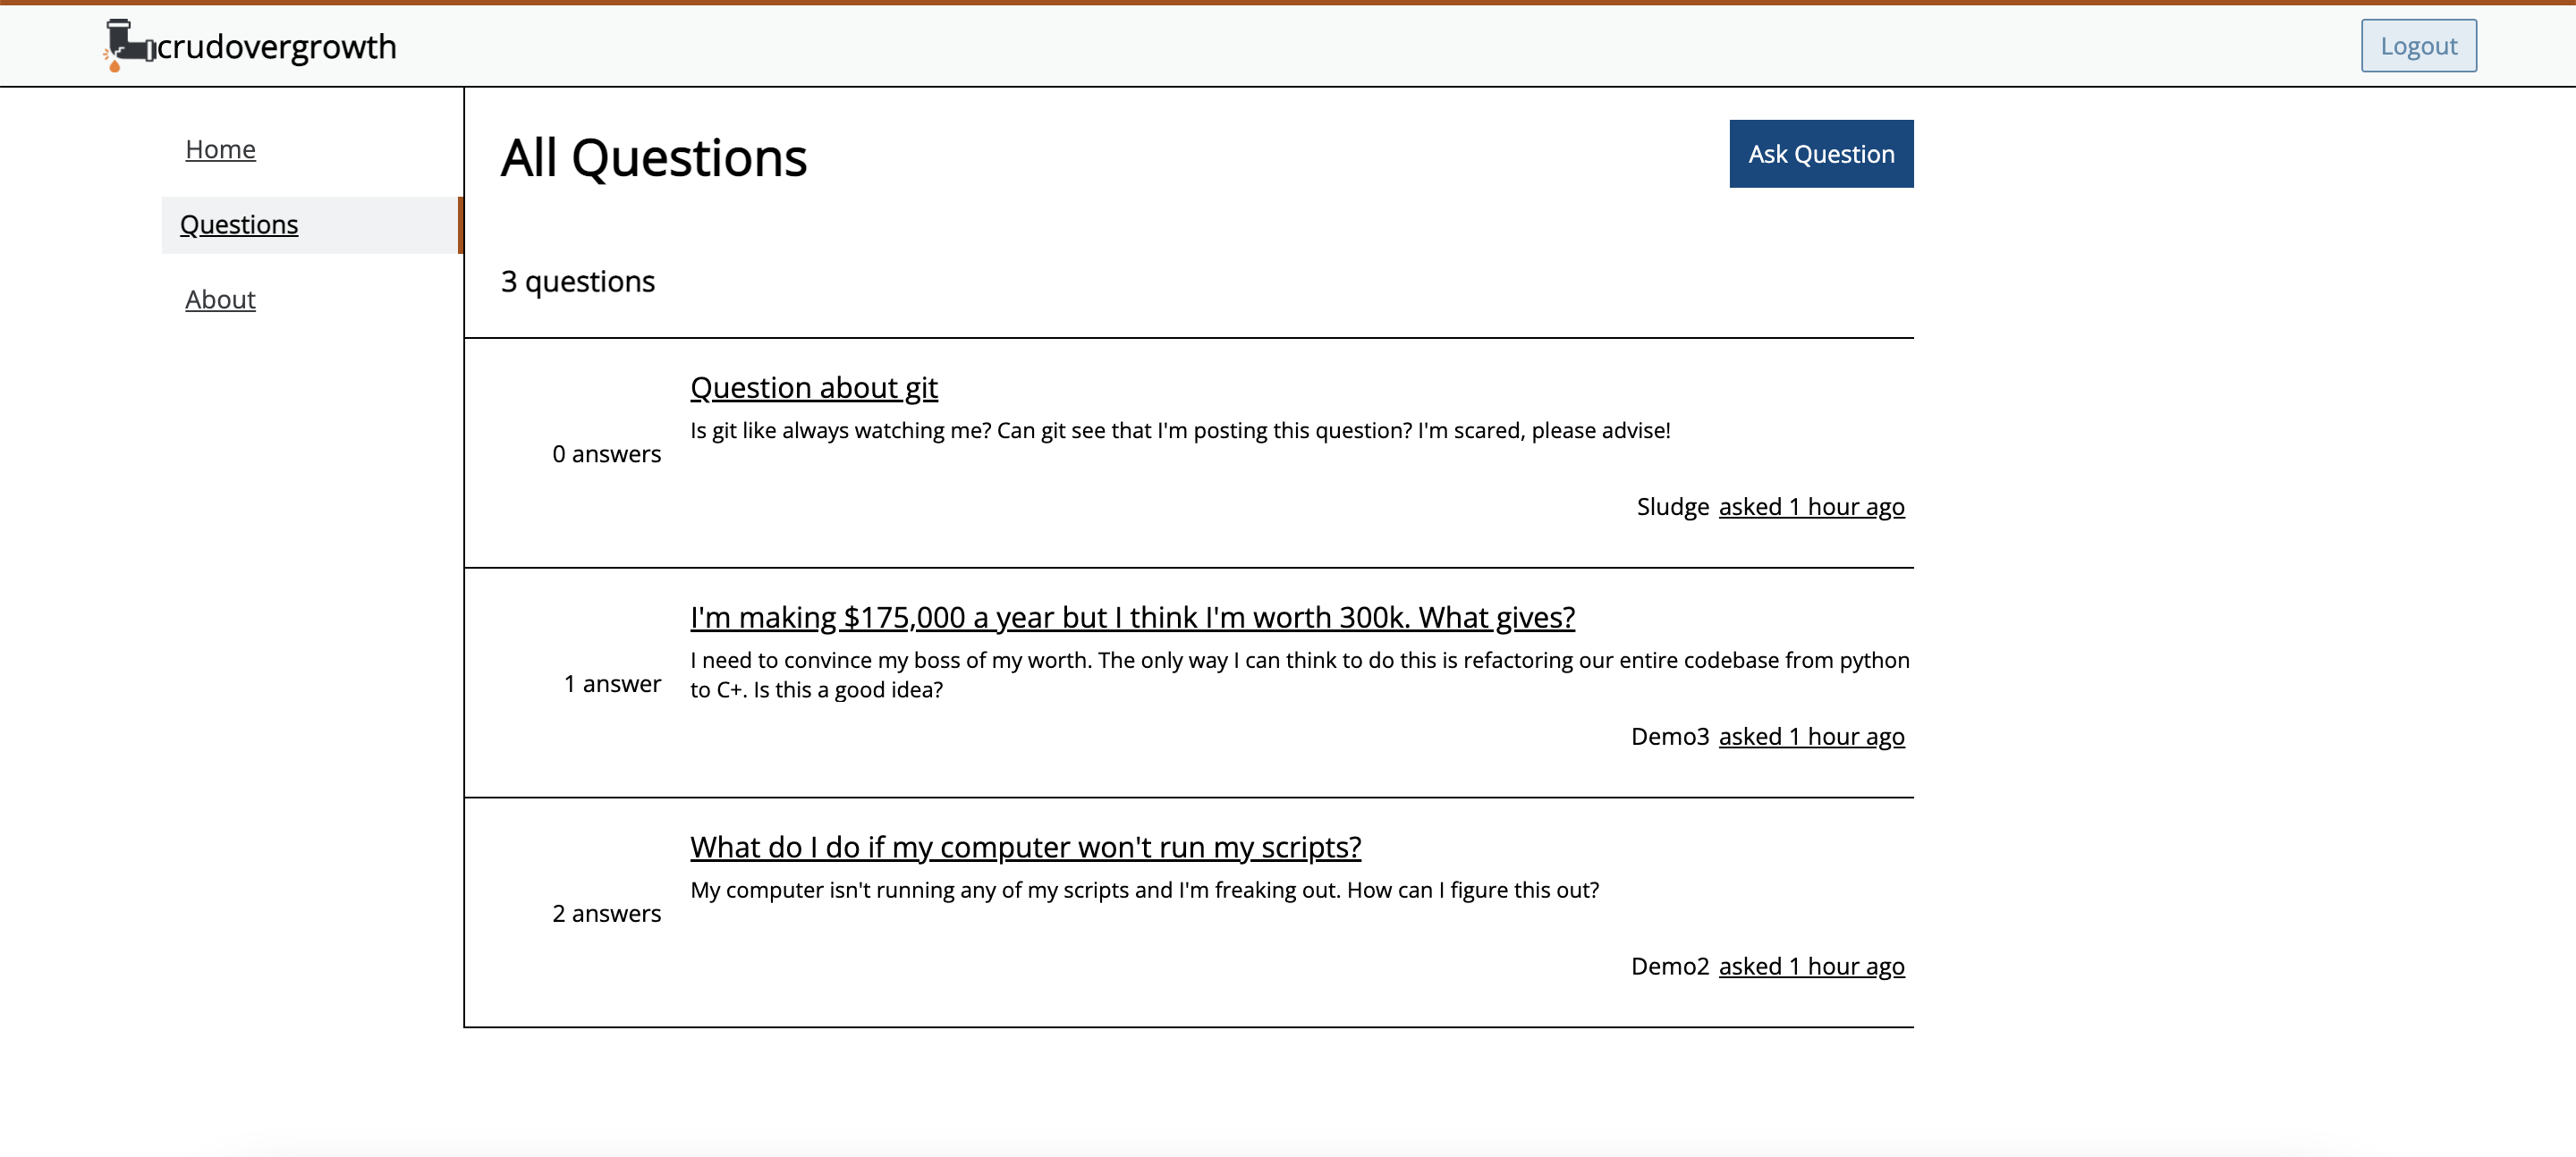 crudovergrowth
Logout
Home
Questions
About
All Questions
Ask Question
3 questions
0 answers
Question about git
Is git like always watching me? Can git see that I'm posting this question? I'm scared, please advise!
Sludge asked 1 hour ago
1 answer
I'm making $175,000 a year but I think I'm worth 300k. What gives?
I need to convince my boss of my worth. The only way I can think to do this is refactoring our entire codebase from python
to C+. Is this a good idea?
Demo3 asked 1 hour ago
2 answers
What do I do if my computer won't run my scripts?
My computer isn't running any of my scripts and I'm freaking out. How can I figure this out?
Demo2 asked 1 hour ago